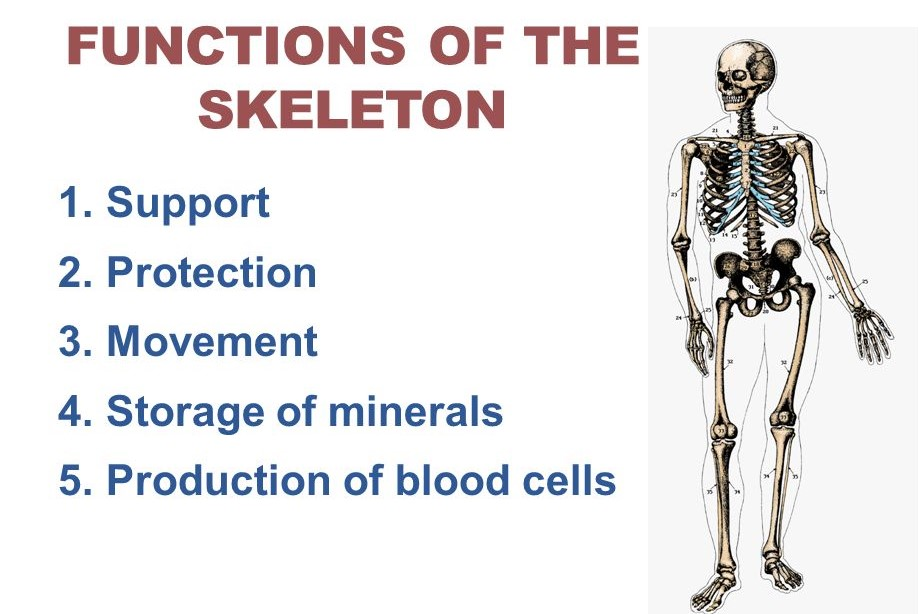 FUNCTIONS OF THE
SKELETON
1. Support
2. Protection
3. Movement
4. Storage of minerals
5. Production of blood cells